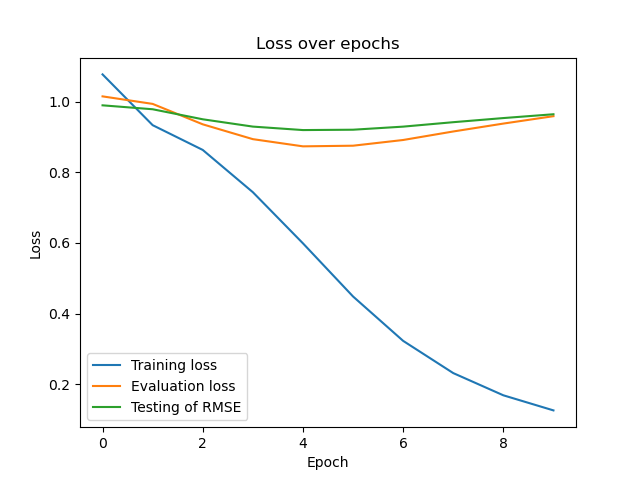 Loss over epochs
Loss
1.0
0.8
0.6
0.4
0.2
Training loss
Evaluation loss
Testing of RMSE
0 2 4 6 8
Epoch